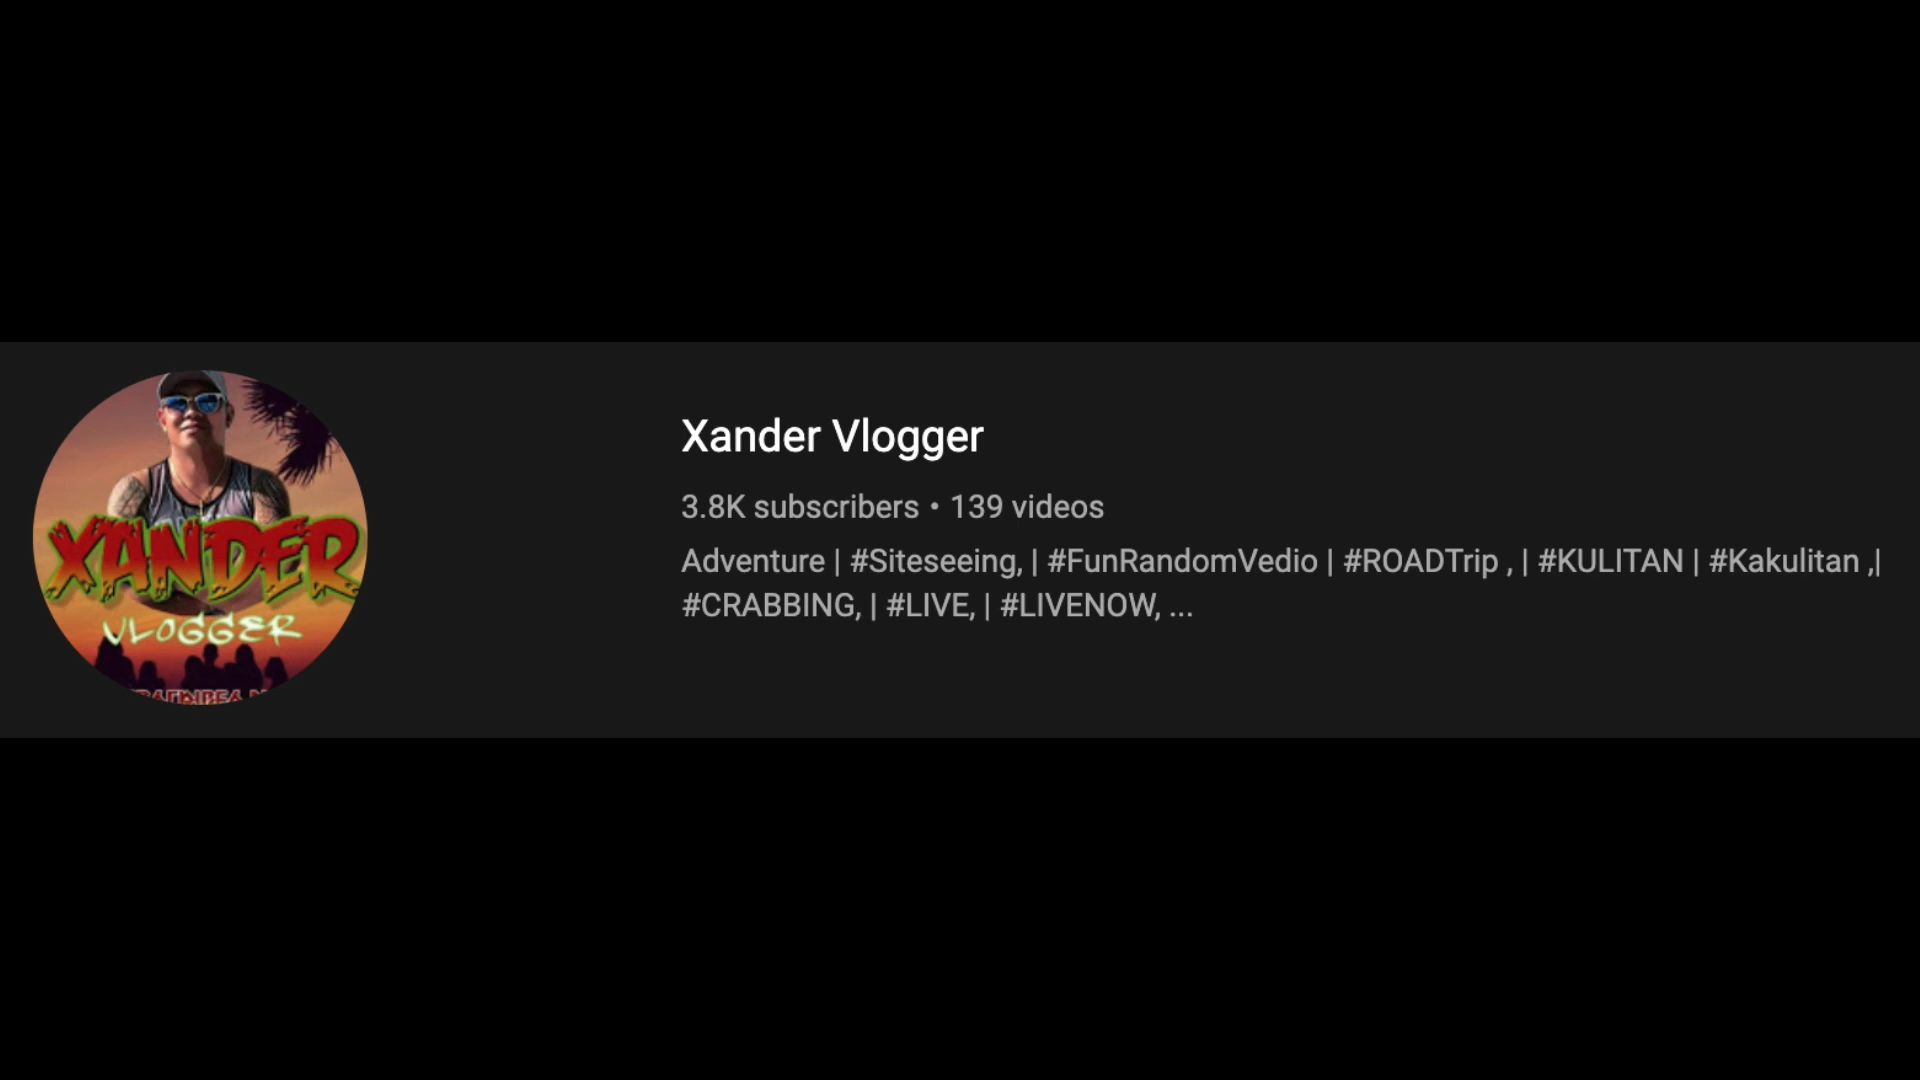 Xander Vlogger
3.8K subscribers • 139 videos
Adventure | #Siteseeing, | #FunRandomVedio | #ROADTrip , | #KULITAN | #Kakulitan ,|
#CRABBING, | #LIVE, | #LIVENOW, ...
XANDER
VLOGGER